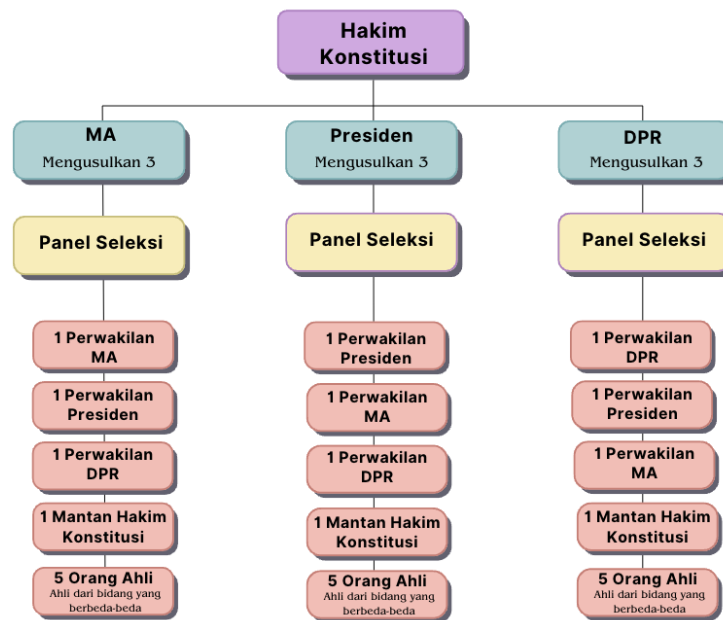 Hakim
Konstitusi
MA
Mengusulkan 3
Presiden
Mengusulkan 3
DPR
Mengusulkan 3
Panel Seleksi
Panel Seleksi
Panel Seleksi
1 Perwakilan
MA
1 Perwakilan
Presiden
1 Perwakilan
DPR
1 Mantan Hakim
Konstitusi
5 Orang Ahli
Ahli dari bidang yang
berbeda-beda
1 Perwakilan
Presiden
1 Perwakilan
MA
1 Perwakilan
DPR
1 Mantan Hakim
Konstitusi
5 Orang Ahli
Ahli dari bidang yang
berbeda-beda
1 Perwakilan
DPR
1 Perwakilan
Presiden
1 Perwakilan
MA
1 Mantan Hakim
Konstitusi
5 Orang Ahli
Ahli dari bidang yang
berbeda-beda